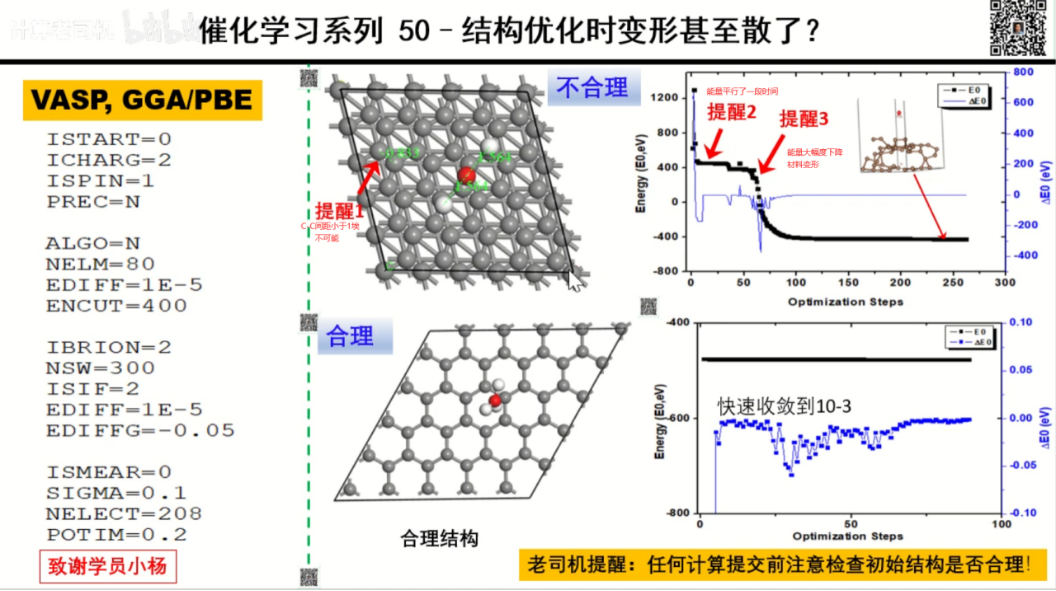 催化学习系列 50 - 结构优化时变形甚至散了?
VASP, GGA/PBE
ISTART=0
ICHARG=2
ISPIN=1
PREC=N
ALGO=N
NELM=80
EDIFF=1E-5
ENCUT=400
IBRION=2
NSW=300
ISIF=2
EDIFF=1E-5
EDIFFG=-0.05
ISMEAR=0
SIGMA=0.1
NELECT=208
POTIM=0.2
致谢学员小杨
不合理
提醒1
C-C间距小于1埃
不可能
合理
合理结构
能量平行了一段时间
提醒2
提醒3
能量大幅度下降
材料变形
E0
ΔE0
Energy (E0,eV)
1200
800
400
0
-400
-800
0
50
100
150
200
250
300
Optimization Steps
800
600
400
200
0
-200
-400
ΔE0 (eV)
E0
ΔE0
Energy (E0,eV)
-400
-600
-800
快速收敛到10-3
0
50
100
Optimization Steps
0.10
0.05
0.00
-0.05
-0.10
ΔE0 (eV)
老司机提醒：任何计算提交前注意检查初始结构是否合理!